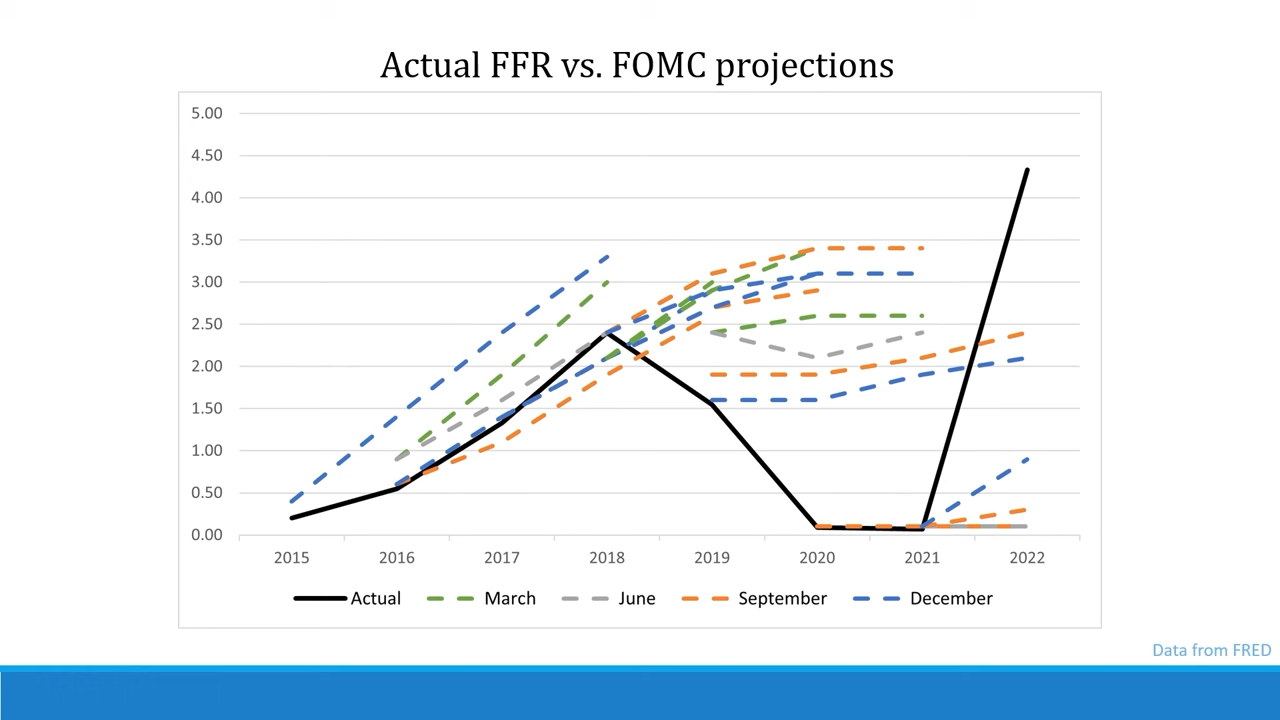 Actual FFR vs. FOMC projections
5.00
4.50
4.00
3.50
3.00
2.50
2.00
1.50
1.00
0.50
0.00
2015 2016 2017 2018 2019 2020 2021 2022
Actual March June September December
Data from FRED